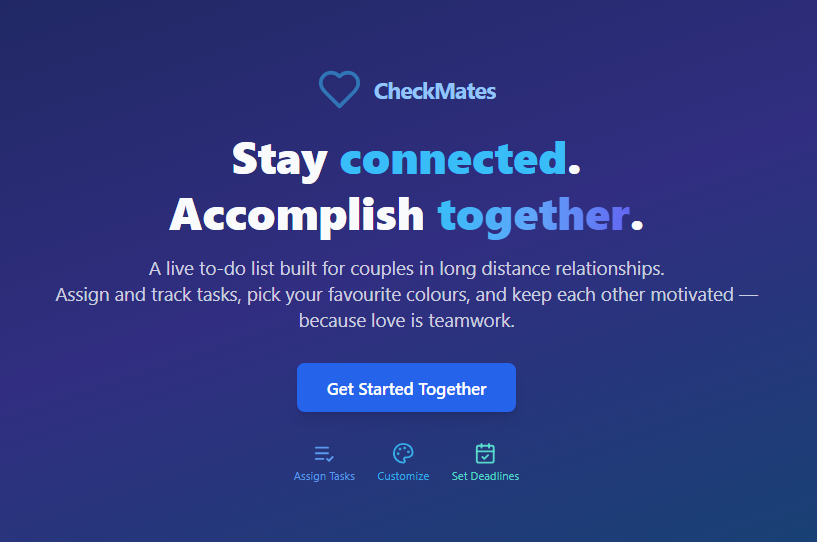 CheckMates
Stay connected.
Accomplish together.
A live to-do list built for couples in long distance relationships.
Assign and track tasks, pick your favourite colours, and keep each other motivated —
because love is teamwork.
Get Started Together
Assign Tasks
Customize
Set Deadlines